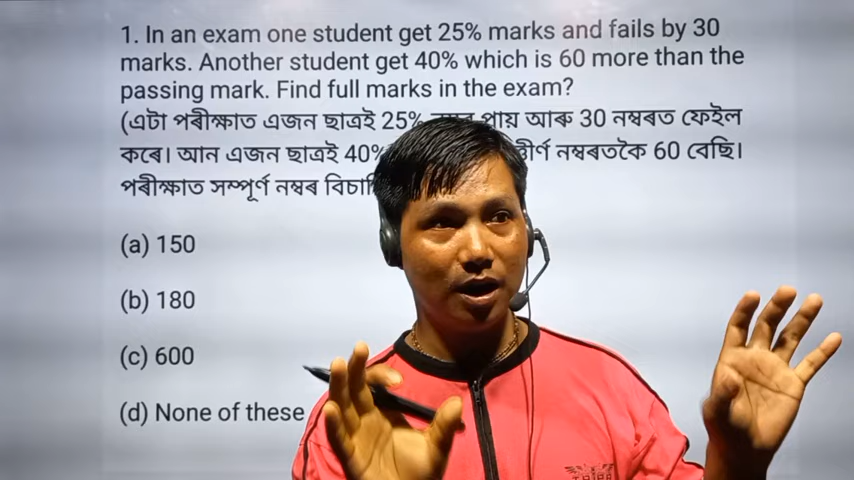 1. In an exam one student get 25% marks and fails by 30
marks. Another student get 40% which is 60 more than the
passing mark. Find full marks in the exam?
(এটা পৰীক্ষাত এজন ছাত্ৰই 25% পায় আৰু 30 নম্বৰত ফেইল
কৰে। আন এজন ছাত্ৰই 40% নম্বৰতকৈ 60 বেছি।
পৰীক্ষাত সম্পূৰ্ণ নম্বৰ
(a) 150
(b) 180
(c) 600
(d) None of these